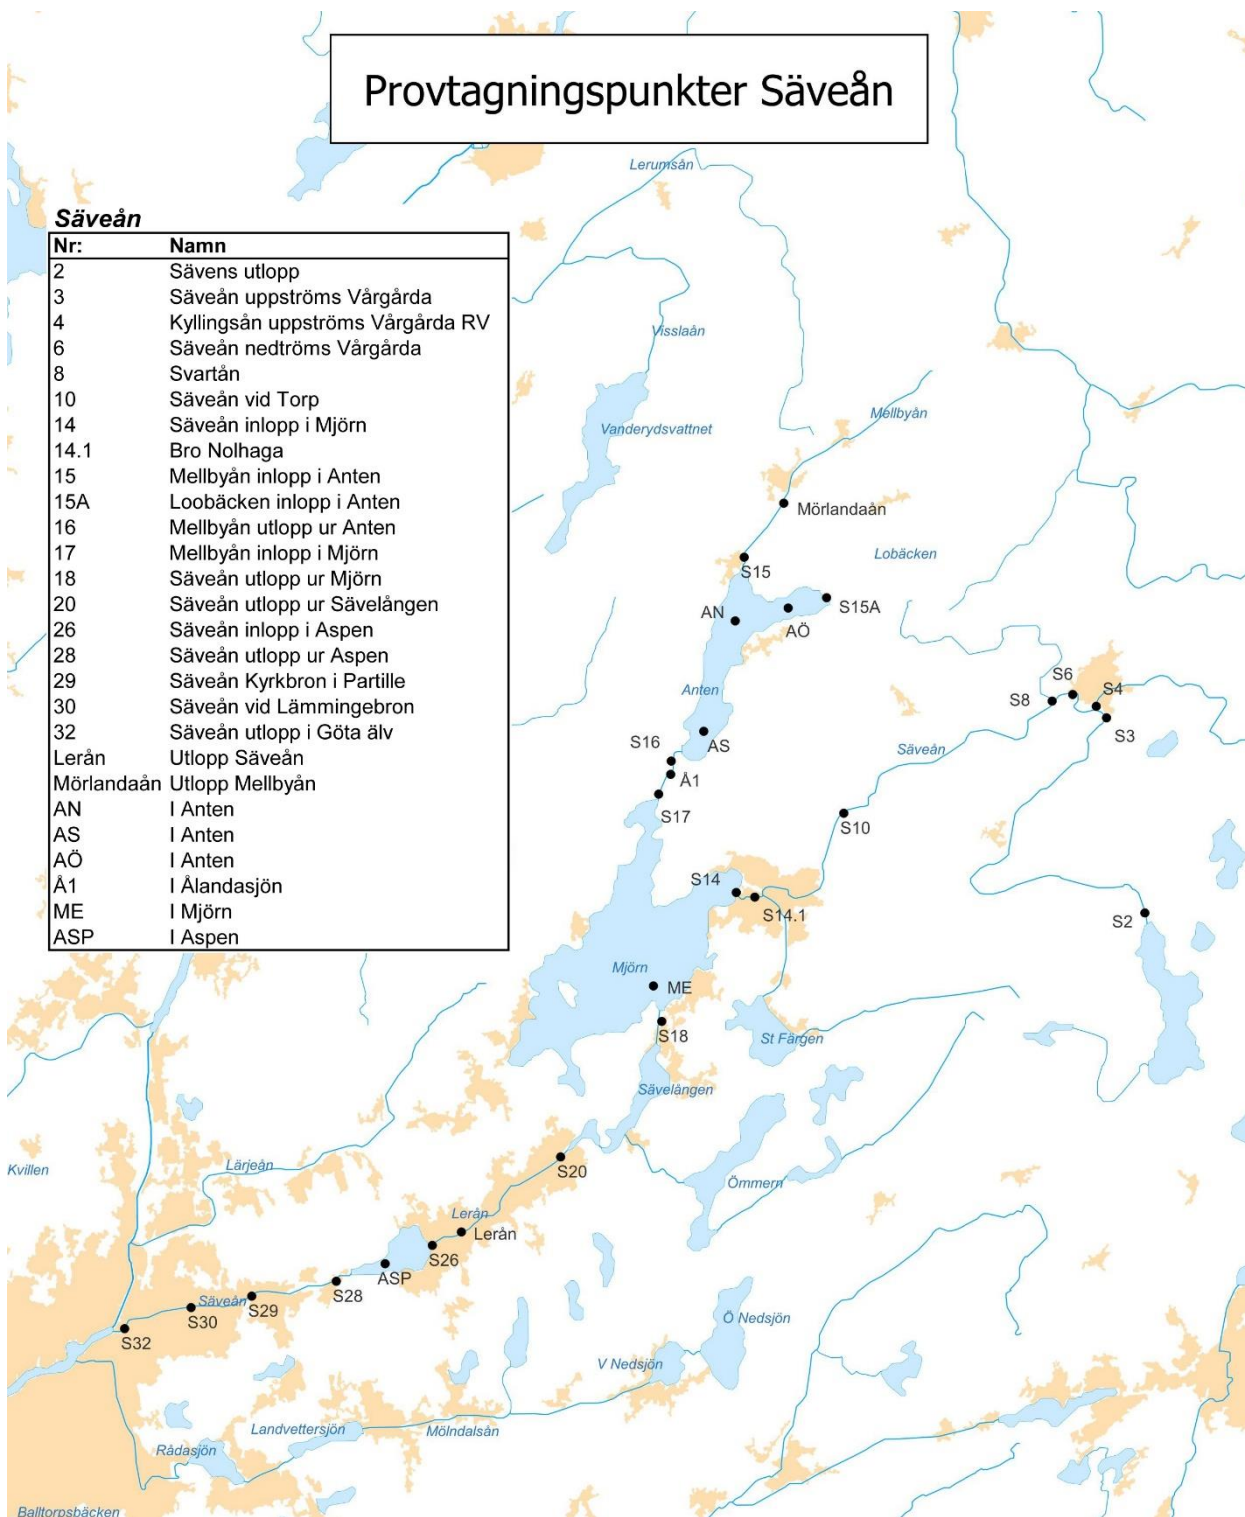 Provtagningspunkter Säveån
Säveån
Nr: Namn
2 Sävens utlopp
3 Säveån uppströms Vårgårda
4 Kyllingsån uppströms Vårgårda RV
6 Säveån nedtröms Vårgårda
8 Svartån
10 Säveån vid Torp
14 Säveån inlopp i Mjörn
14.1 Bro Nolhaga
15 Mellbyån inlopp i Anten
15A Loobäcken inlopp i Anten
16 Mellbyån utlopp ur Anten
17 Mellbyån inlopp i Mjörn
18 Säveån utlopp ur Mjörn
20 Säveån utlopp ur Sävelången
26 Säveån inlopp i Aspen
28 Säveån utlopp ur Aspen
29 Säveån Kyrkbron i Partille
30 Säveån vid Lämmingebron
32 Säveån utlopp i Göta älv
Lerån Utlopp Säveån
Mörlandaån Utlopp Mellbyån
AN I Anten
AS I Anten
AÖ I Anten
Å1 I Ålandasjön
ME I Mjörn
ASP I Aspen
Lerumsån
Visslaån
Vanderydsvattnet
Mellbyån
Mörlandaån
Lobäcken
S15
S15A
AN
AÖ
Anten
AS
S6
S4
S8
S3
Säveån
S16
Å1
S17
S10
S14
S14.1
S2
Mjörn
ME
S18
St Färgen
Sävelången
Kvillen
Lärjeån
S20
Ömmern
Lerån
Lerån
S26
ASP
S28
Säveån
S29
S30
S32
Ö Nedsjön
V Nedsjön
Landvettersjön
Mölndalsån
Rådasjön
Balltorpsbäcken